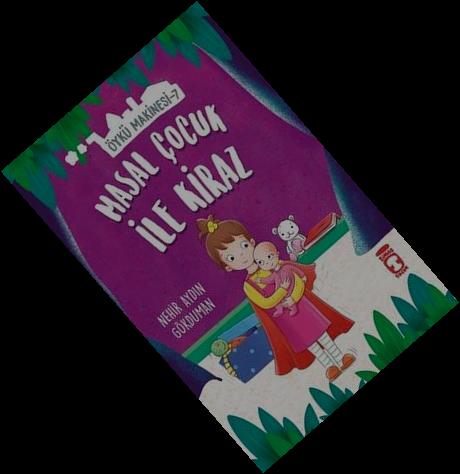 ÖYKÜ MAKİNESİ-7
MASAL ÇOCUK
İLE KİRAZ
NEHİR AYDIN
GÖKDUMAN